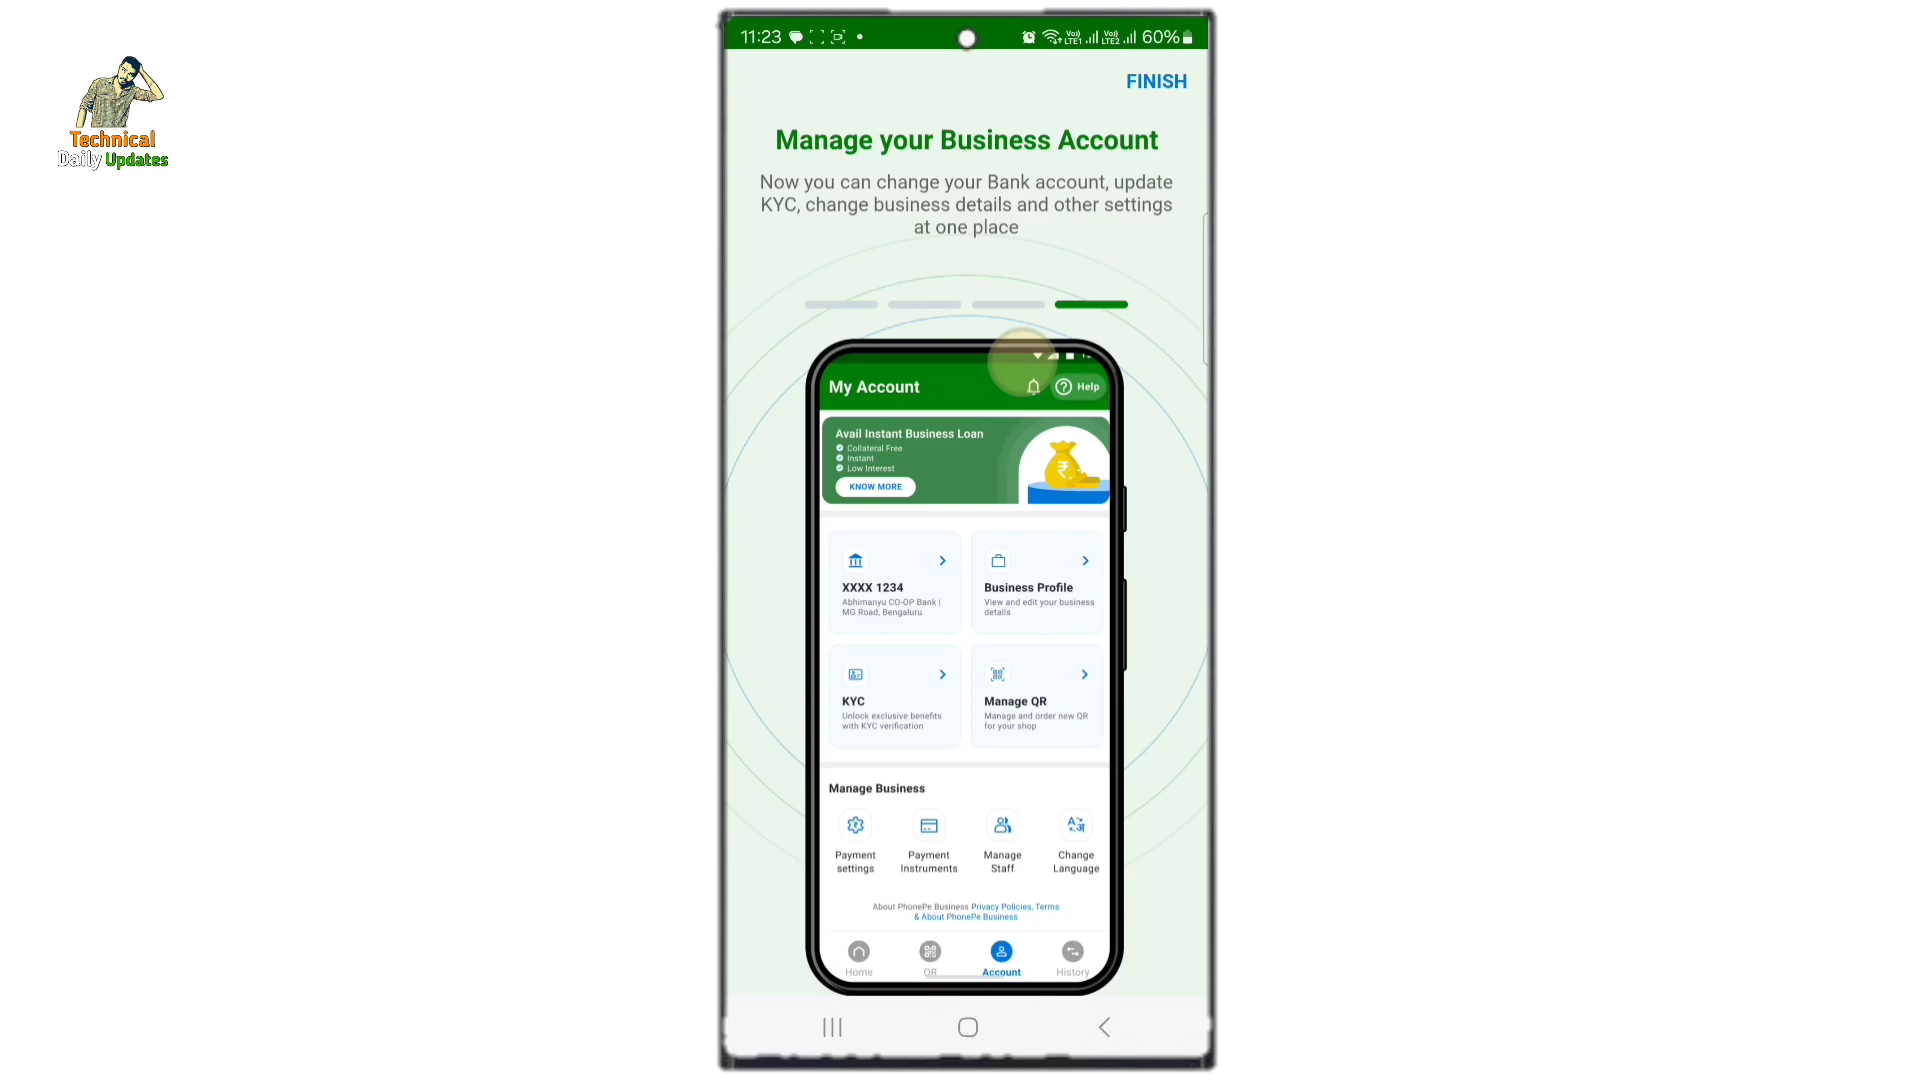 11:23
Vo)) LTE1
Vo)) LTE2
60%
Technical
Daily Updates
FINISH
Manage your Business Account
Now you can change your Bank account, update
KYC, change business details and other settings
at one place
My Account
Help
Avail Instant Business Loan
Collateral Free
Instant
Low Interest
KNOW MORE
XXXX 1234
Abhimanyu CO-OP Bank |
MG Road, Bengaluru
Business Profile
View and edit your business
details
KYC
Unlock exclusive benefits
with KYC verification
Manage QR
Manage and order new QR
for your shop
Manage Business
Payment
settings
Payment
Instruments
Manage
Staff
Change
Language
About PhonePe Business Privacy Policies, Terms
& About PhonePe Business
Home
QR
Account
History